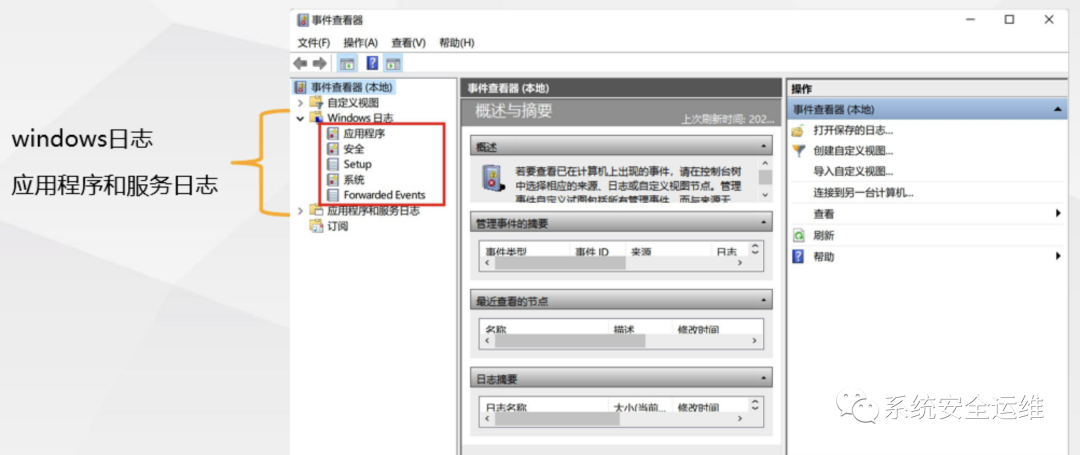 windows日志
应用程序和服务日志
事件查看器
文件(F) 操作(A) 查看(V) 帮助(H)
事件查看器 (本地)
自定义视图
Windows 日志
应用程序
安全
Setup
系统
Forwarded Events
应用程序和服务日志
订阅
事件查看器 (本地)
概述与摘要
上次刷新时间: 202...
概述
若要查看已在计算机上出现的事件，请在控制台树
中选择相应的来源、日志或自定义视图节点。管理
事件自定义试图包括所有管理事件，而与来源无
管理事件的摘要
事件类型 事件 ID 来源 日志
最近查看的节点
名称 描述 修改时间
日志摘要
日志名称 大小(当前... 修改时间
操作
事件查看器 (本地)
打开保存的日志...
创建自定义视图...
导入自定义视图...
连接到另一台计算机...
查看
刷新
帮助
系统安全运维